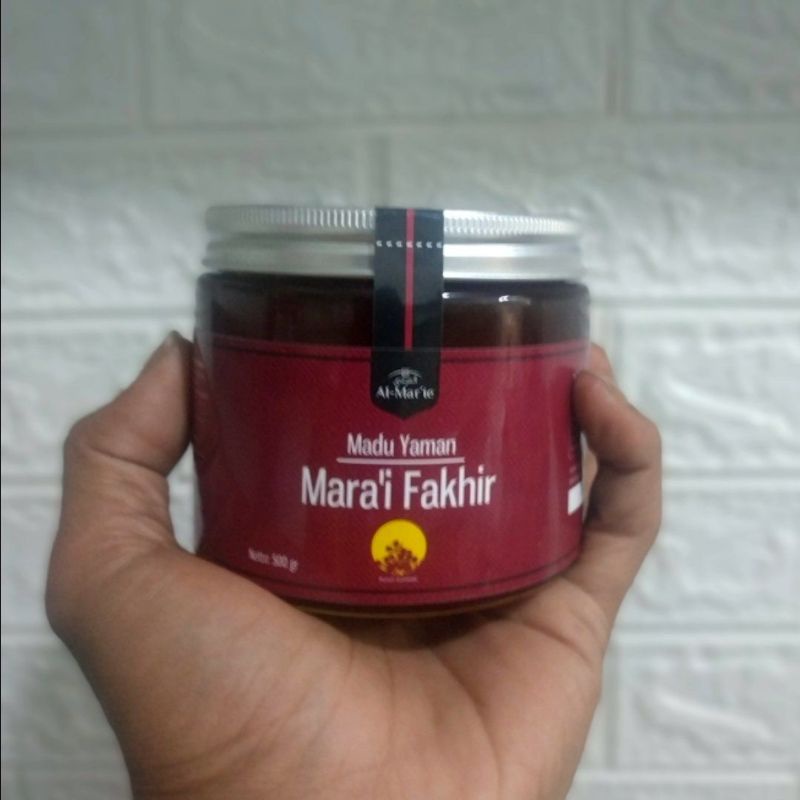 Al-Mar'ie
Madu Yaman
Mara'i Fakhir
Netto: 500 gr